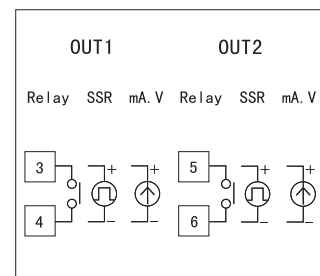 OUT1 OUT2
Relay SSR mA.V Relay SSR mA.V
3 + + 5 + +
4 - - 6 - -